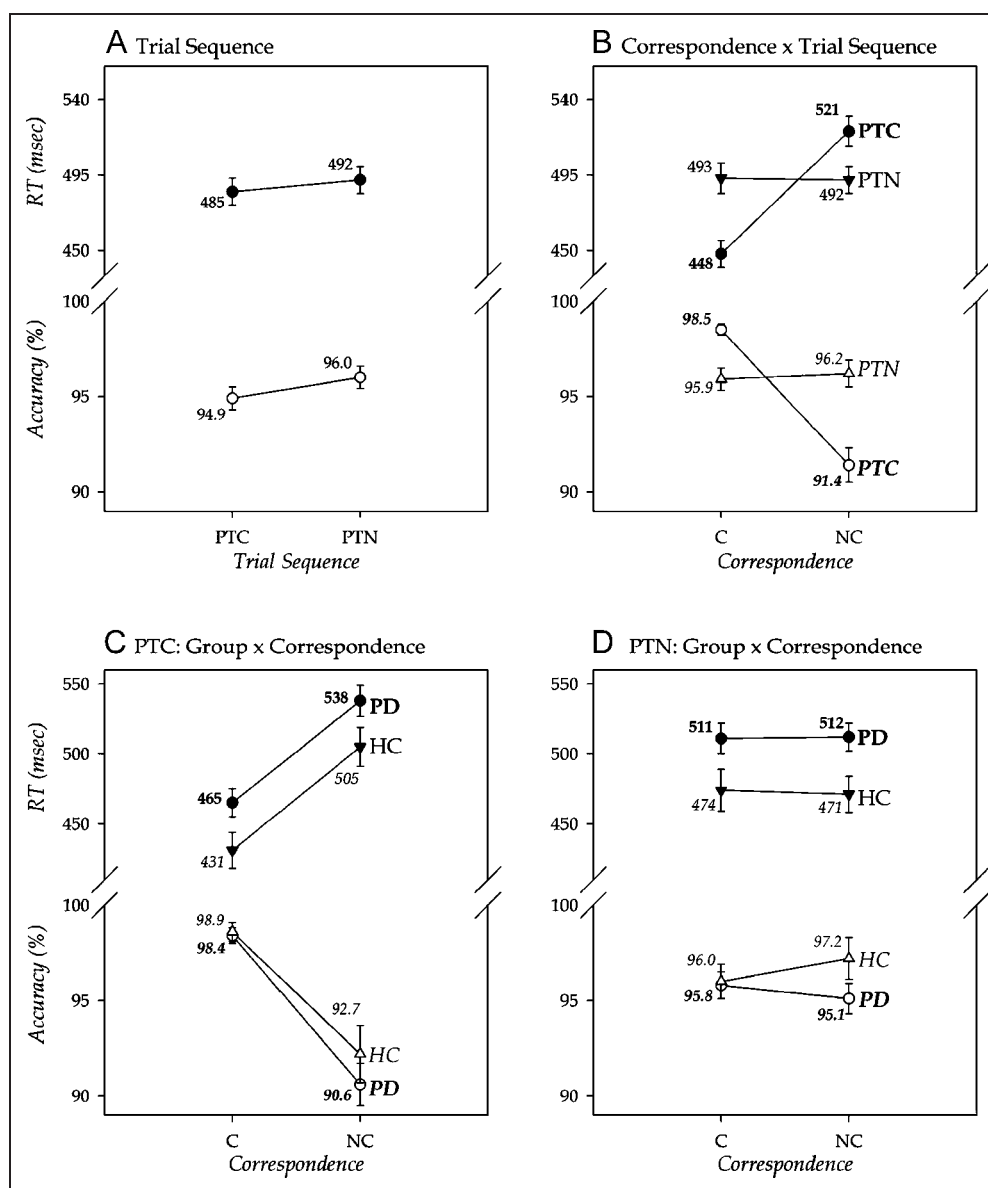 A Trial Sequence
540
RT (msec)
495
492
485
450
100
Accuracy (%)
96.0
95
94.9
90
PTC PTN
Trial Sequence
B Correspondence x Trial Sequence
540
521
PTC
495
493
PTN
492
450
448
100
98.5
96.2
PTN
95
95.9
PTC
91.4
90
C NC
Correspondence
C PTC: Group x Correspondence
550
538
PD
HC
RT (msec)
500
505
465
450
431
100
98.9
98.4
Accuracy (%)
95
92.7
HC
PD
90.6
90
C NC
Correspondence
D PTN: Group x Correspondence
550
511
512
PD
500
HC
474
471
450
100
97.2
96.0
HC
95
95.8
PD
95.1
90
C NC
Correspondence